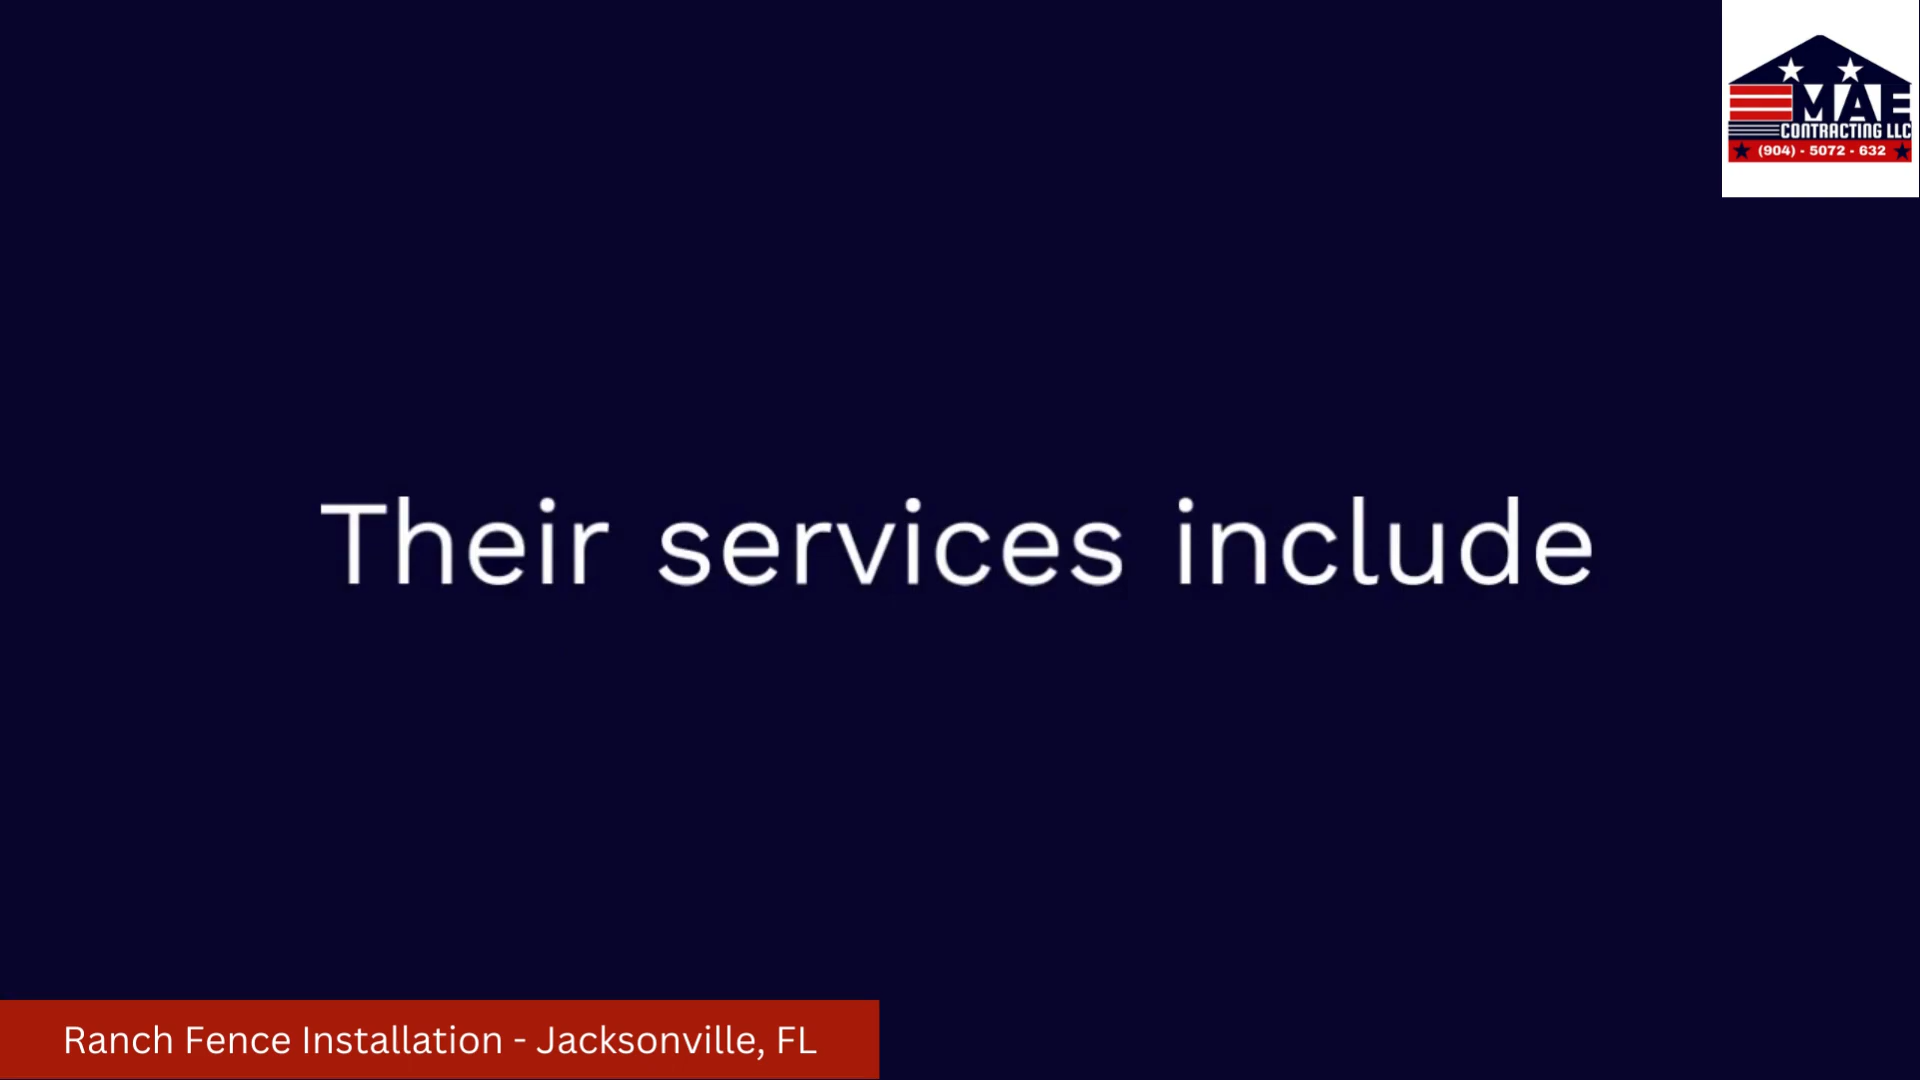 MAE
CONTRACTING LLC
(904) - 5072 - 632
Their services include
Ranch Fence Installation - Jacksonville, FL